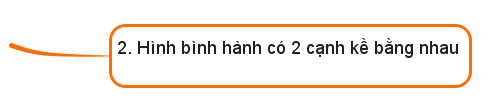 2. Hình bình hành có 2 cạnh kề bằng nhau